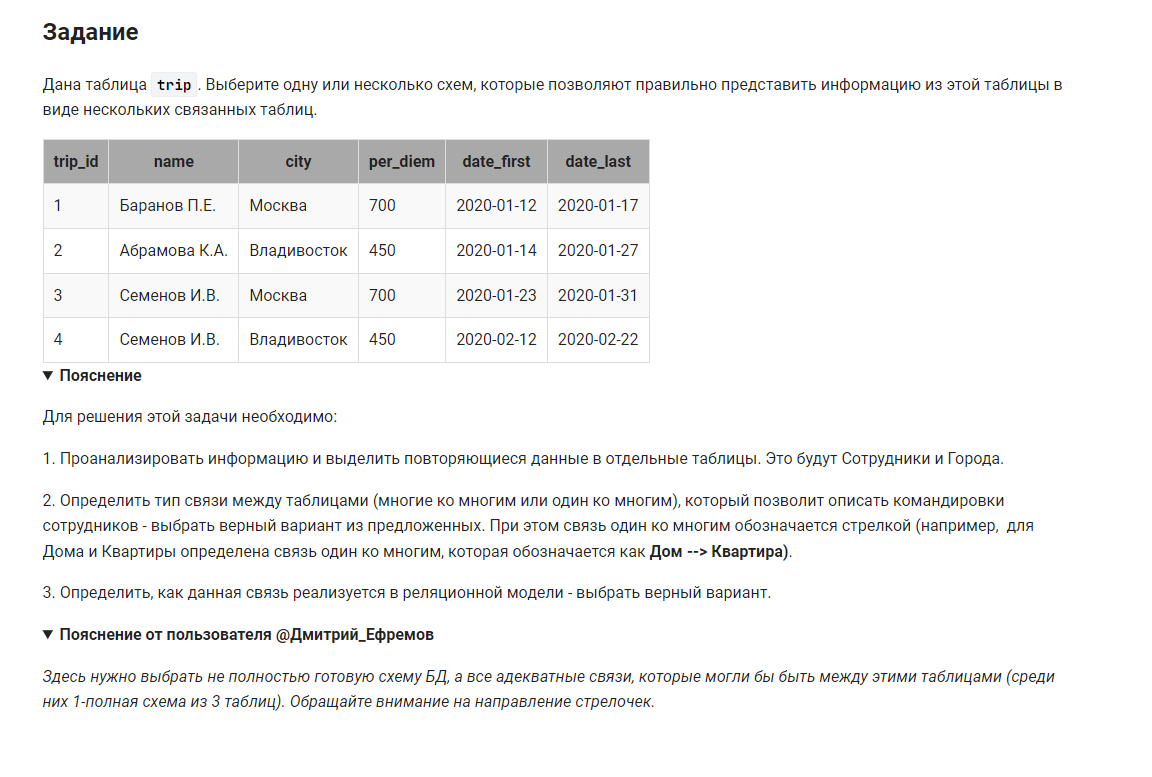 Задание
Дана таблица trip . Выберите одну или несколько схем, которые позволяют правильно представить информацию из этой таблицы в
виде нескольких связанных таблиц.
trip_id name city per_diem date_first date_last
1 Баранов П.Е. Москва 700 2020-01-12 2020-01-17
2 Абрамова К.А. Владивосток 450 2020-01-14 2020-01-27
3 Семенов И.В. Москва 700 2020-01-23 2020-01-31
4 Семенов И.В. Владивосток 450 2020-02-12 2020-02-22
▼ Пояснение
Для решения этой задачи необходимо:
1. Проанализировать информацию и выделить повторяющиеся данные в отдельные таблицы. Это будут Сотрудники и Города.
2. Определить тип связи между таблицами (многие ко многим или один ко многим), который позволит описать командировки
сотрудников - выбрать верный вариант из предложенных. При этом связь один ко многим обозначается стрелкой (например,  для
Дома и Квартиры определена связь один ко многим, которая обозначается как Дом --> Квартира).
3. Определить, как данная связь реализуется в реляционной модели - выбрать верный вариант.
▼ Пояснение от пользователя @Дмитрий_Ефремов
Здесь нужно выбрать не полностью готовую схему БД, а все адекватные связи, которые могли бы быть между этими таблицами (среди
них 1-полная схема из 3 таблиц). Обращайте внимание на направление стрелочек.